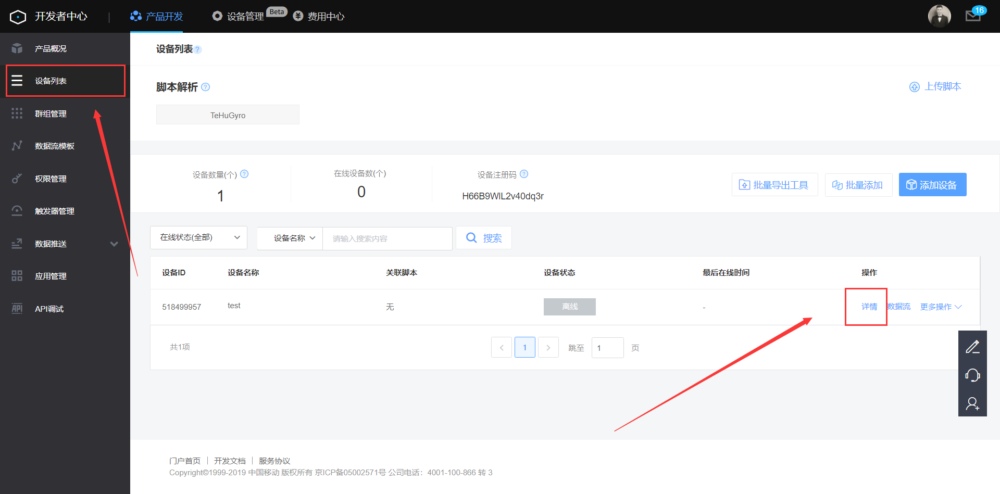 开发者中心
产品开发
设备管理 Beta
费用中心
16
产品概况
设备列表
群组管理
数据流模板
权限管理
触发器管理
数据推送
应用管理
API调试
设备列表 ?
脚本解析 ?
上传脚本
TeHuGyro
设备数量(个) ?
1
在线设备数(个)
0
设备注册码 ?
H66B9WIL2v40dq3r
批量导出工具
批量添加
添加设备
在线状态(全部)
设备名称
请输入搜索内容
搜索
设备ID 设备名称 关联脚本 设备状态 最后在线时间 操作
518499957 test 无 离线 - 详情 数据流 更多操作
共1项
1
跳至 1 页
门户首页 | 开发文档 | 服务协议
Copyright©1999-2019 中国移动 版权所有 京ICP备05002571号 公司电话：4001-100-866 转 3